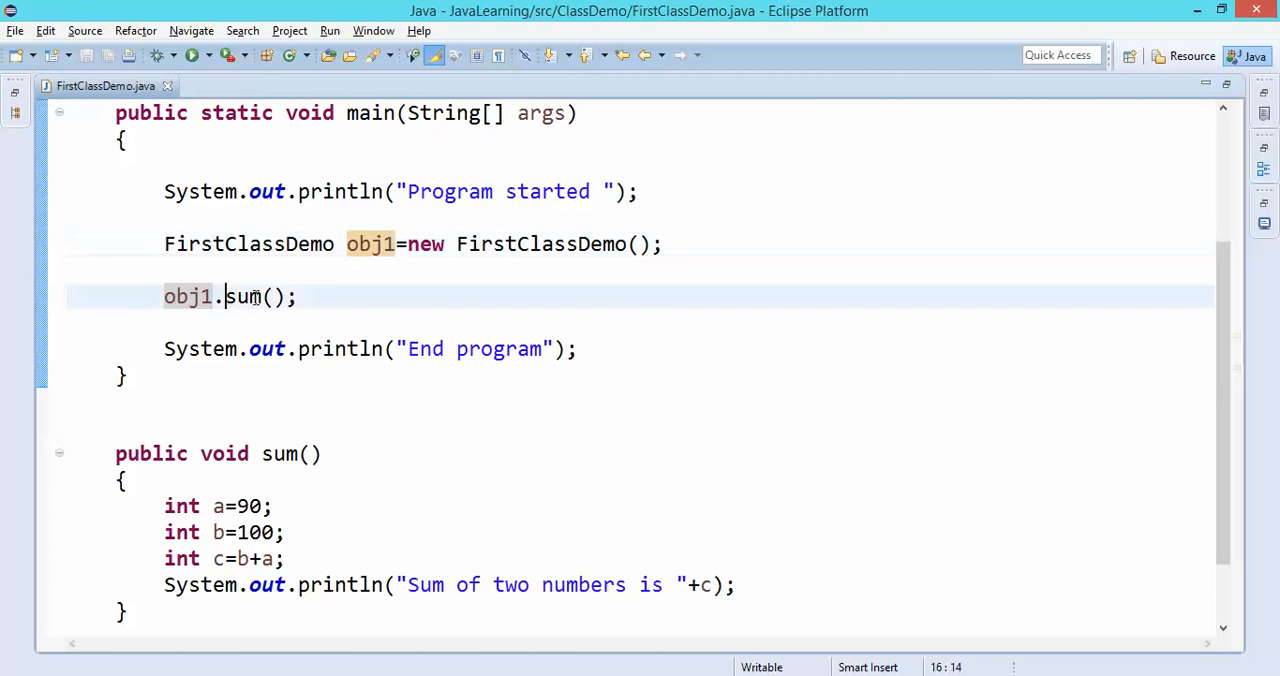 Java - JavaLearning/src/ClassDemo/FirstClassDemo.java - Eclipse Platform
File Edit Source Refactor Navigate Search Project Run Window Help
Quick Access Resource Java
FirstClassDemo.java
public static void main(String[] args)
{
System.out.println("Program started ");
FirstClassDemo obj1=new FirstClassDemo();
obj1.sum();
System.out.println("End program");
}
public void sum()
{
int a=90;
int b=100;
int c=b+a;
System.out.println("Sum of two numbers is "+c);
}
Writable Smart Insert 16 : 14